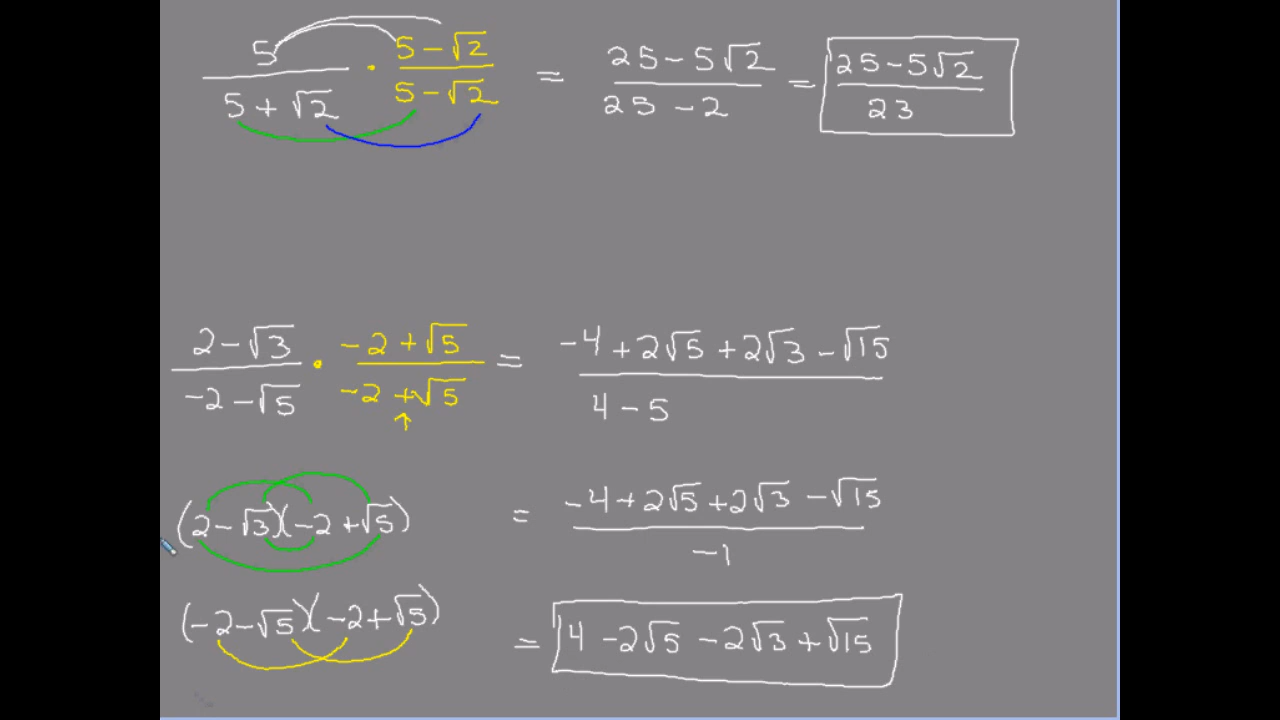 5/(5 + √2) · (5 - √2)/(5 - √2) = (25 - 5√2)/(25 - 2) = (25 - 5√2)/23
(2 - √3)/(-2 - √5) · (-2 + √5)/(-2 + √5) = (-4 + 2√5 + 2√3 - √15)/(4 - 5)
(2 - √3)(-2 + √5) = (-4 + 2√5 + 2√3 - √15)/(-1)
(-2 - √5)(-2 + √5) = 4 - 2√5 - 2√3 + √15